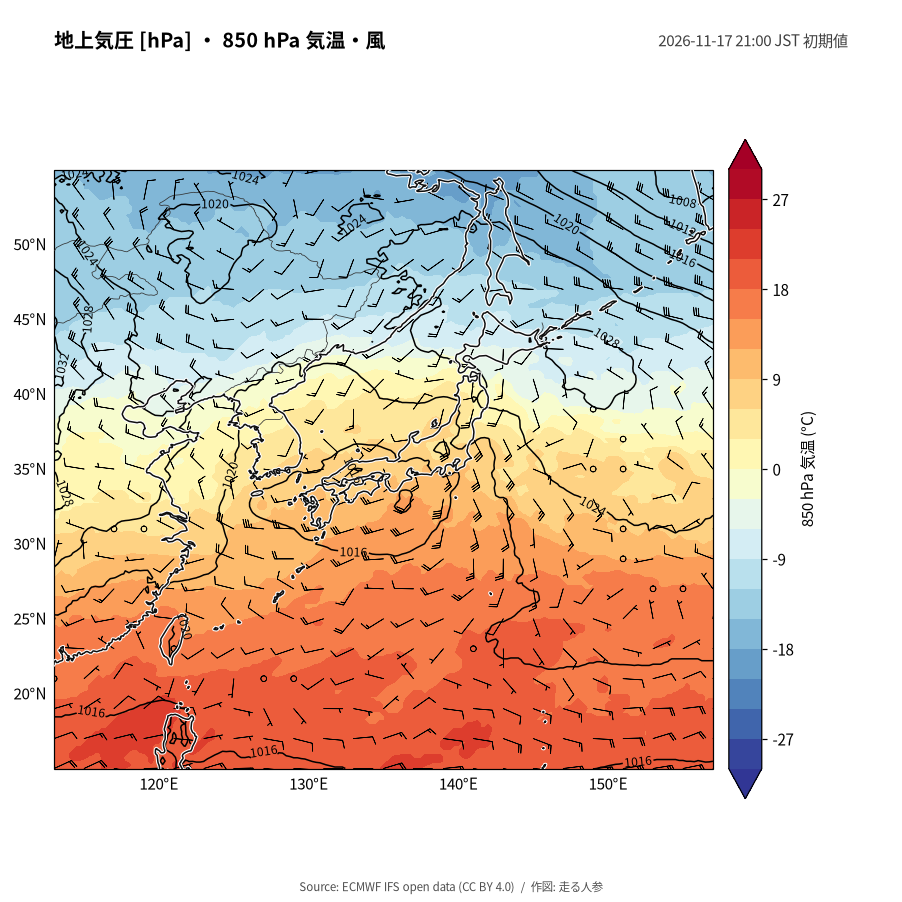 地上気圧 [hPa] ・ 850 hPa 気温・風
2026-11-17 21:00 JST 初期値
1024
1024
1020
1024
1020
1008
1012
1016
1024
1028
1028
1032
1020
1028
1024
1016
1020
1016
1016
1016
50°N
45°N
40°N
35°N
30°N
25°N
20°N
120°E
130°E
140°E
150°E
27
18
9
0
-9
-18
-27
850 hPa 気温 (°C)
Source: ECMWF IFS open data (CC BY 4.0) / 作図: 走る人参